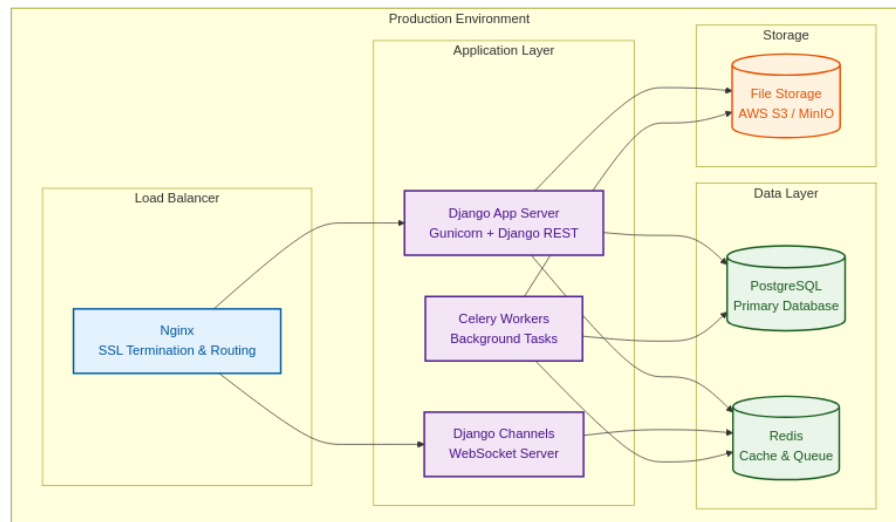 Production Environment
Load Balancer
Nginx
SSL Termination & Routing
Application Layer
Django App Server
Gunicorn + Django REST
Celery Workers
Background Tasks
Django Channels
WebSocket Server
Storage
File Storage
AWS S3 / MinIO
Data Layer
PostgreSQL
Primary Database
Redis
Cache & Queue